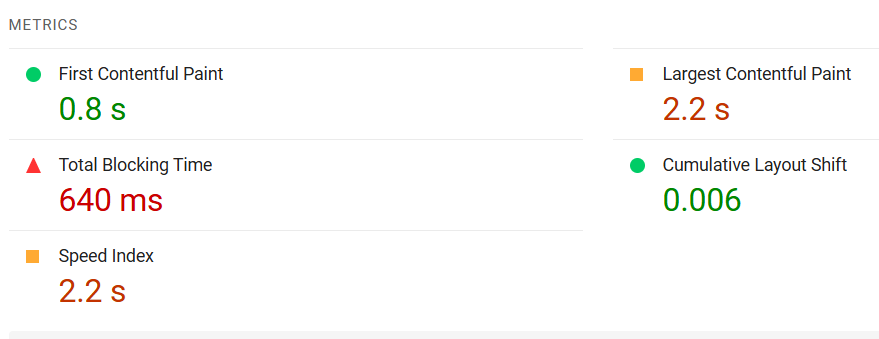 METRICS
First Contentful Paint
0.8 s
Largest Contentful Paint
2.2 s
Total Blocking Time
640 ms
Cumulative Layout Shift
0.006
Speed Index
2.2 s